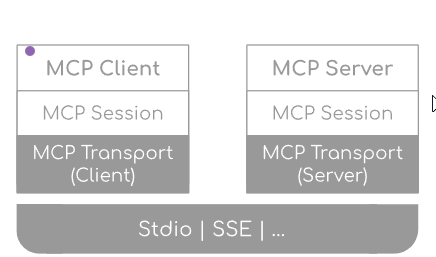 MCP Client
MCP Session
MCP Transport
(Client)
MCP Server
MCP Session
MCP Transport
(Server)
Stdio | SSE | ...